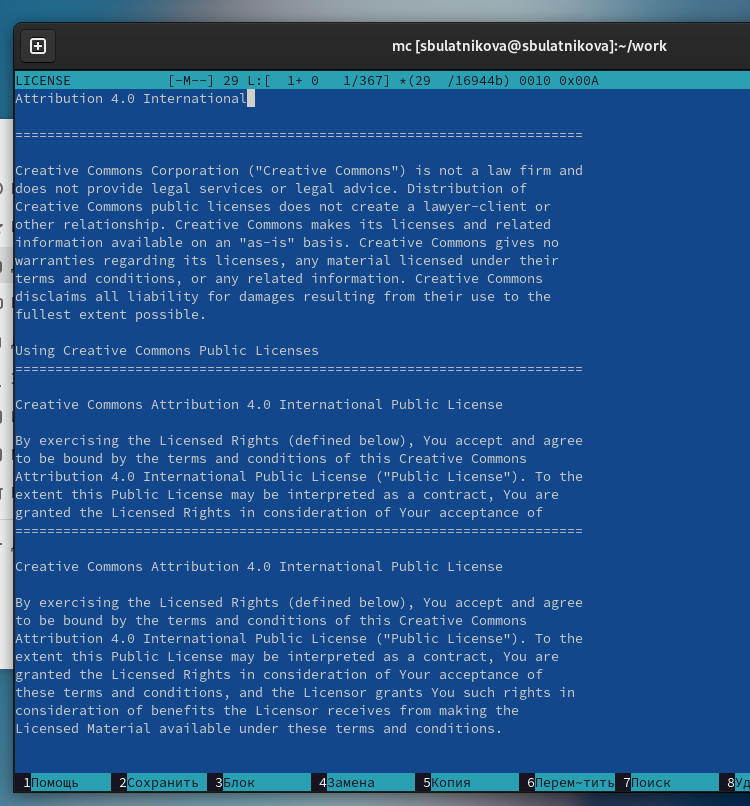 mc [sbulatnikova@sbulatnikova]:~/work
LICENSE [-M--] 29 L:[ 1+ 0 1/367] *(29 /16944b) 0010 0x00A
Attribution 4.0 International
=======================================================================
Creative Commons Corporation ("Creative Commons") is not a law firm and
does not provide legal services or legal advice. Distribution of
Creative Commons public licenses does not create a lawyer-client or
other relationship. Creative Commons makes its licenses and related
information available on an "as-is" basis. Creative Commons gives no
warranties regarding its licenses, any material licensed under their
terms and conditions, or any related information. Creative Commons
disclaims all liability for damages resulting from their use to the
fullest extent possible.
Using Creative Commons Public Licenses
=======================================================================
Creative Commons Attribution 4.0 International Public License
By exercising the Licensed Rights (defined below), You accept and agree
to be bound by the terms and conditions of this Creative Commons
Attribution 4.0 International Public License ("Public License"). To the
extent this Public License may be interpreted as a contract, You are
granted the Licensed Rights in consideration of Your acceptance of
=======================================================================
Creative Commons Attribution 4.0 International Public License
By exercising the Licensed Rights (defined below), You accept and agree
to be bound by the terms and conditions of this Creative Commons
Attribution 4.0 International Public License ("Public License"). To the
extent this Public License may be interpreted as a contract, You are
granted the Licensed Rights in consideration of Your acceptance of
these terms and conditions, and the Licensor grants You such rights in
consideration of benefits the Licensor receives from making the
Licensed Material available under these terms and conditions.
1Помощь 2Сохранить 3Блок 4Замена 5Копия 6Перем~тить 7Поиск 8